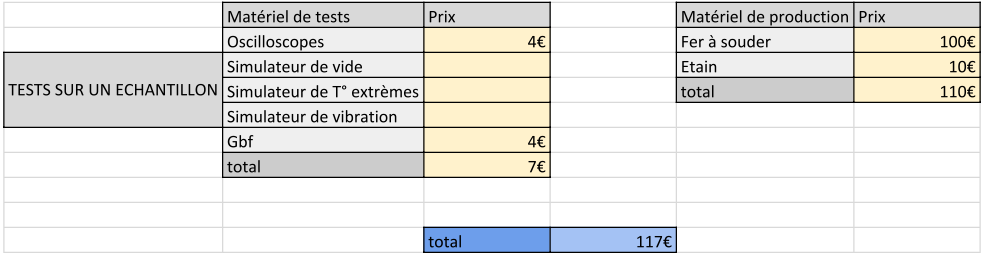 Matériel de tests Prix Matériel de production Prix
Oscilloscopes 4€ Fer à souder 100€
Simulateur de vide Etain 10€
TESTS SUR UN ECHANTILLON Simulateur de T° extrèmes total 110€
Simulateur de vibration
Gbf 4€
total 7€
total 117€